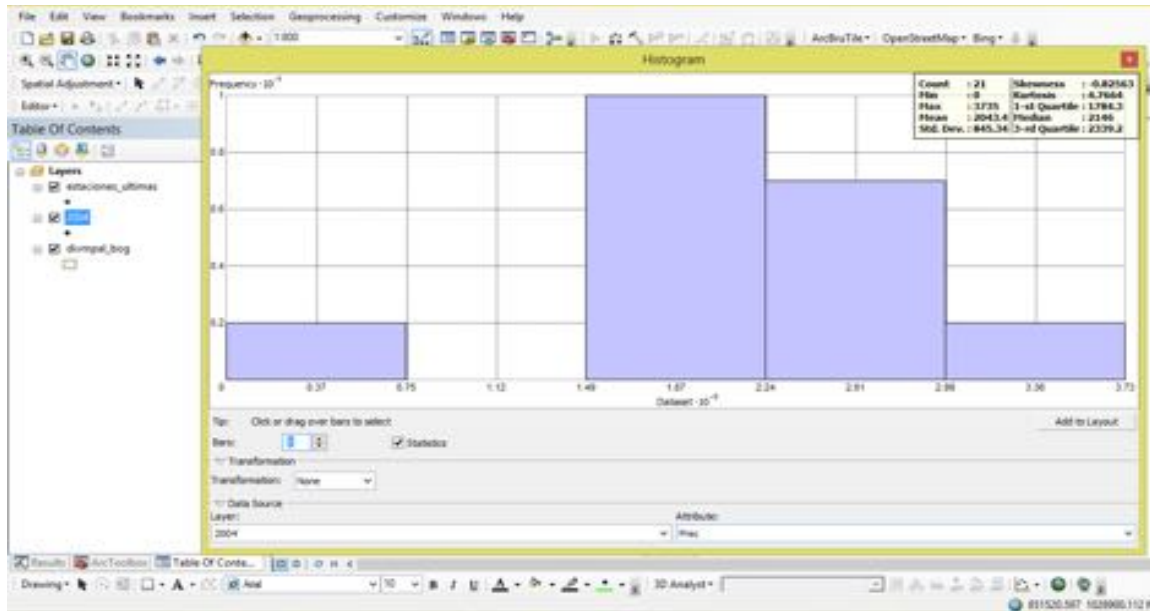 File Edit View Bookmarks Insert Selection Geoprocessing Customize Windows Help
ArcBruTile OpenStreetMap Bing
Histogram
Spatial Adjustment
Editor
Table Of Contents
Layers
estaciones_ultimas
2004
Frequency
Count : 21 Skewness : -0.82563
Min : 0 Kurtosis : 4.7664
Max : 3735 1-st Quartile : 1784.3
Mean : 2043.4 Median : 2146
Std. Dev. : 845.34 3-rd Quartile : 2339.2
1
0.8
0.6
0.4
0.2
0 0.37 0.75 1.12 1.49 1.87 2.24 2.61 2.99 3.36 3.73
Dataset
Tip: Click or drag over bars to select
Add to Layout
Bars:
Statistics
Transformation
Transformation: None
Data Source
Layer: Attribute:
2004 Prec
Results ArcToolbox Table Of Conte...
Drawing A Arial 10 B I U A 3D Analyst